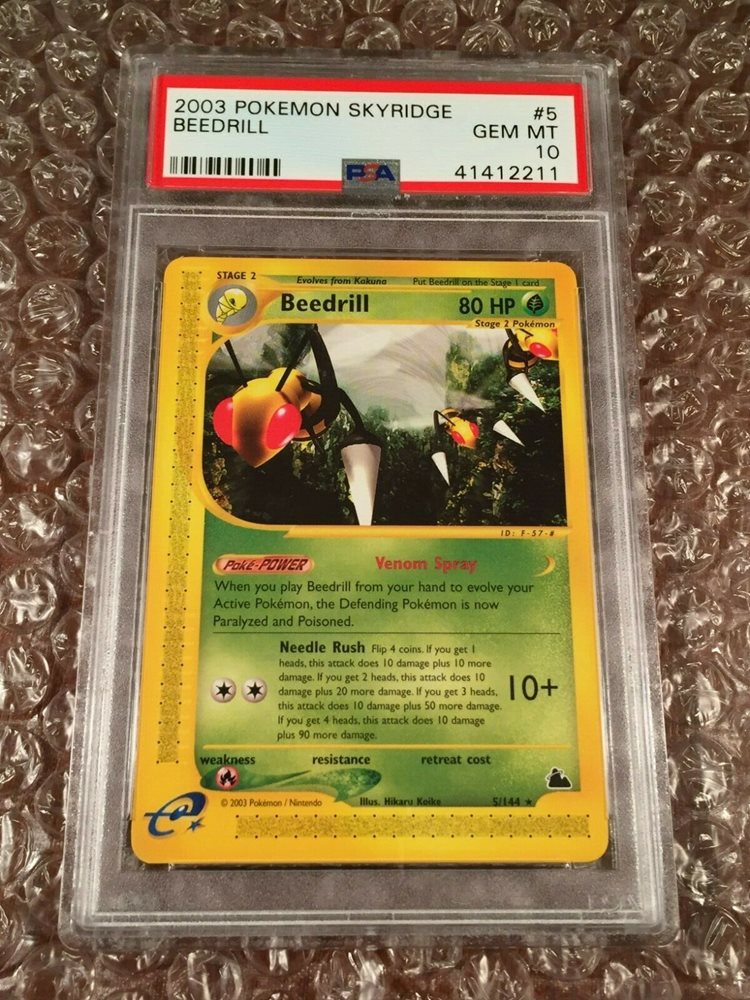 2003 POKEMON SKYRIDGE #5
BEEDRILL GEM MT
10
PSA 41412211
STAGE 2 Evolves from Kakuna Put Beedrill on the Stage 1 card
Beedrill 80 HP
Stage 2 Pokémon
ID: F-57-#
Poké-POWER Venom Spray
When you play Beedrill from your hand to evolve your
Active Pokémon, the Defending Pokémon is now
Paralyzed and Poisoned.
Needle Rush Flip 4 coins. If you get 1
heads, this attack does 10 damage plus 10 more
damage. If you get 2 heads, this attack does 10
damage plus 20 more damage. If you get 3 heads,
this attack does 10 damage plus 50 more damage.
If you get 4 heads, this attack does 10 damage
plus 90 more damage.
10+
weakness resistance retreat cost
© 2003 Pokémon / Nintendo Illus. Hikaru Koike 5/144 ★
e